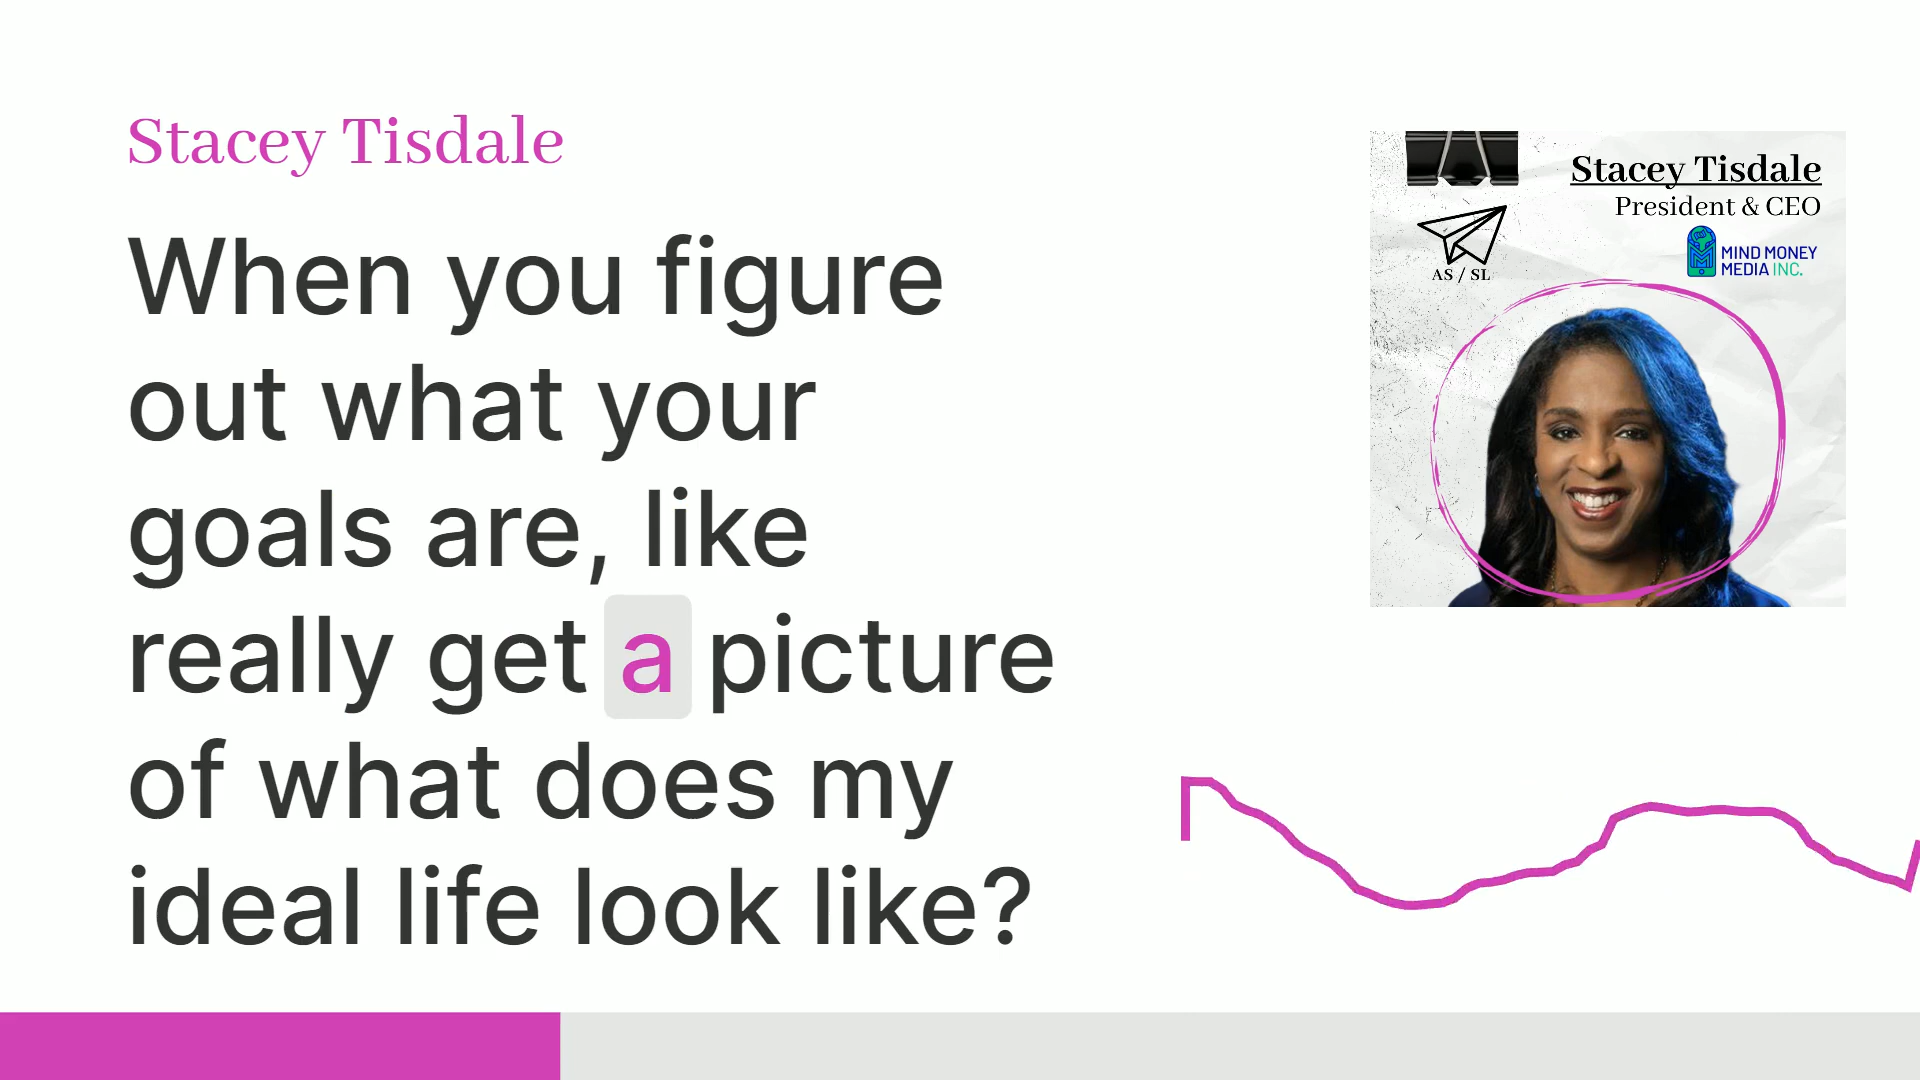 Stacey Tisdale
When you figure
out what your
goals are, like
really get a picture
of what does my
ideal life look like?
Stacey Tisdale
President & CEO
MIND MONEY
MEDIA INC.
AS / SL